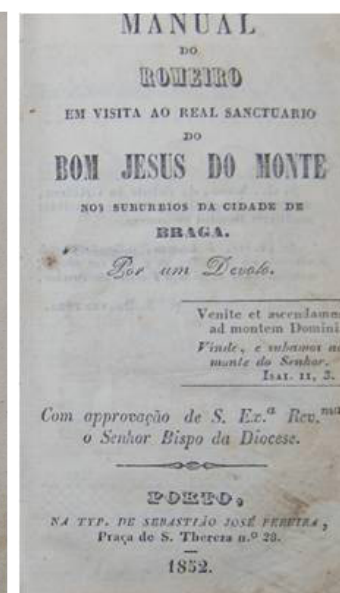 MANUAL
DO
ROMEIRO
EM VISITA AO REAL SANCTUARIO
DO
BOM JESUS DO MONTE
NOS SUBURBIOS DA CIDADE DE
BRAGA.
Por um Devoto.
Venite et ascendamus
ad montem Domini
Vinde, e subamos ao
monte do Senhor.
ISAI. II, 3.
Com approvação de S. Ex.ª Rev.ma
o Senhor Bispo da Diocese.
PORTO,
NA TYP. DE SEBASTIÃO JOSÉ PEREIRA,
Praça de S. Thereza n.º 28.
1852.